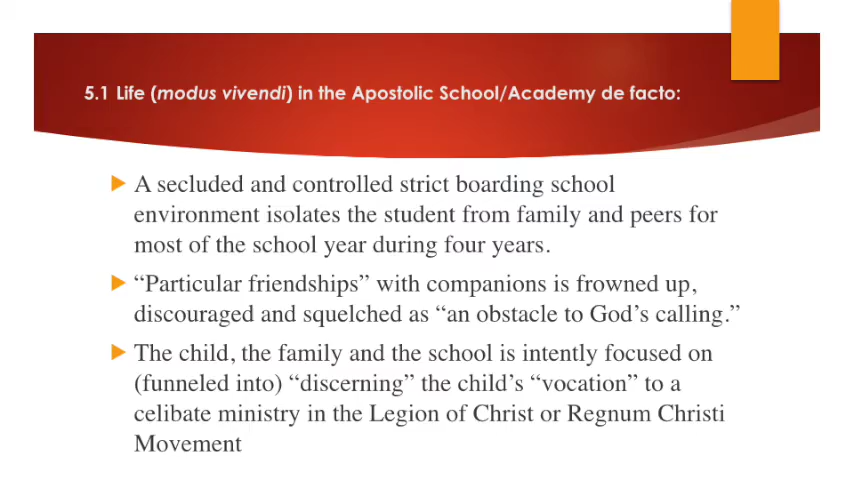 5.1 Life (modus vivendi) in the Apostolic School/Academy de facto:
A secluded and controlled strict boarding school
environment isolates the student from family and peers for
most of the school year during four years.
“Particular friendships” with companions is frowned up,
discouraged and squelched as “an obstacle to God’s calling.”
The child, the family and the school is intently focused on
(funneled into) “discerning” the child’s “vocation” to a
celibate ministry in the Legion of Christ or Regnum Christi
Movement